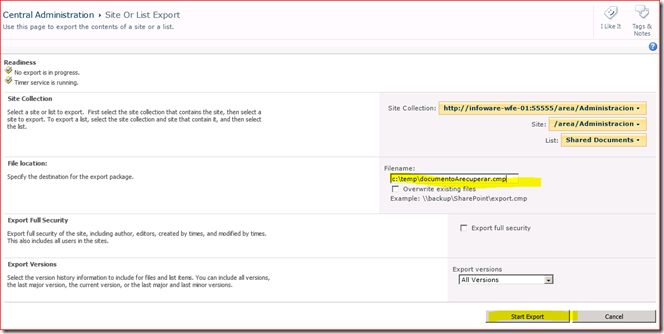 Central Administration ▸ Site Or List Export
Use this page to export the contents of a site or a list.
I Like It
Tags &
Notes
Readiness
No export is in progress.
Timer service is running.
Site Collection
Select a site or list to export. First select the site collection that contains the site, then select a
site to export. To export a list, select the site collection and site that contain it, and then select
the list.
Site Collection: http://infoware-wfe-01:55555/area/Administracion
Site: /area/Administracion
List: Shared Documents
File location:
Specify the destination for the export package.
Filename:
c:\temp\documentoArecuperar.cmp
Overwrite existing files
Example: \\backup\SharePoint\export.cmp
Export Full Security
Export full security of the site, including author, editors, created by times, and modified by times.
This also includes all users in the sites.
Export full security
Export Versions
Select the version history information to include for files and list items. You can include all versions,
the last major version, the current version, or the last major and last minor versions.
Export versions
All Versions
Start Export
Cancel